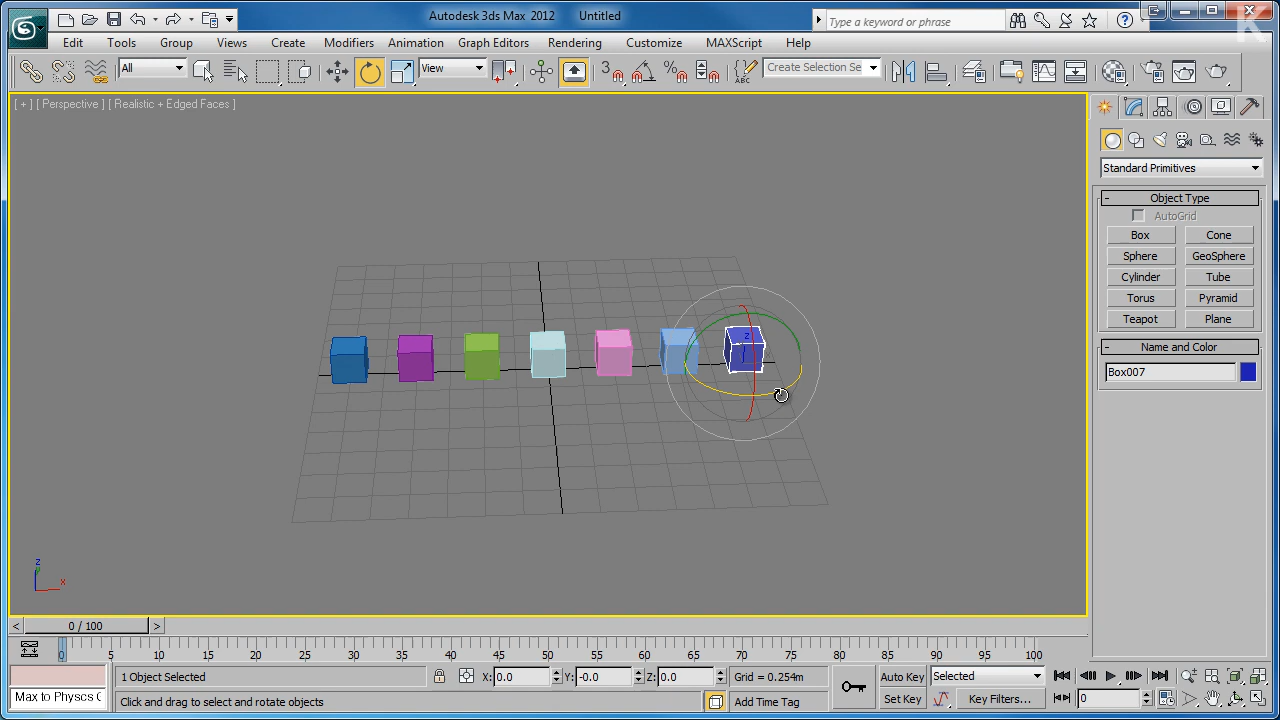 Autodesk 3ds Max 2012 Untitled
Type a keyword or phrase
K
Edit Tools Group Views Create Modifiers Animation Graph Editors Rendering Customize MAXScript Help
All View 3 Create Selection Se
[ + ] [ Perspective ] [ Realistic + Edged Faces ]
Standard Primitives
- Object Type
AutoGrid
Box Cone
Sphere GeoSphere
Cylinder Tube
Torus Pyramid
Teapot Plane
- Name and Color
Box007
z
z
x
< 0 / 100 >
0 5 10 15 20 25 30 35 40 45 50 55 60 65 70 75 80 85 90 95 100
1 Object Selected X: 0.0 Y: -0.0 Z: 0.0 Grid = 0.254m Auto Key Selected
Max to Physcs C Click and drag to select and rotate objects Add Time Tag Set Key Key Filters... 0